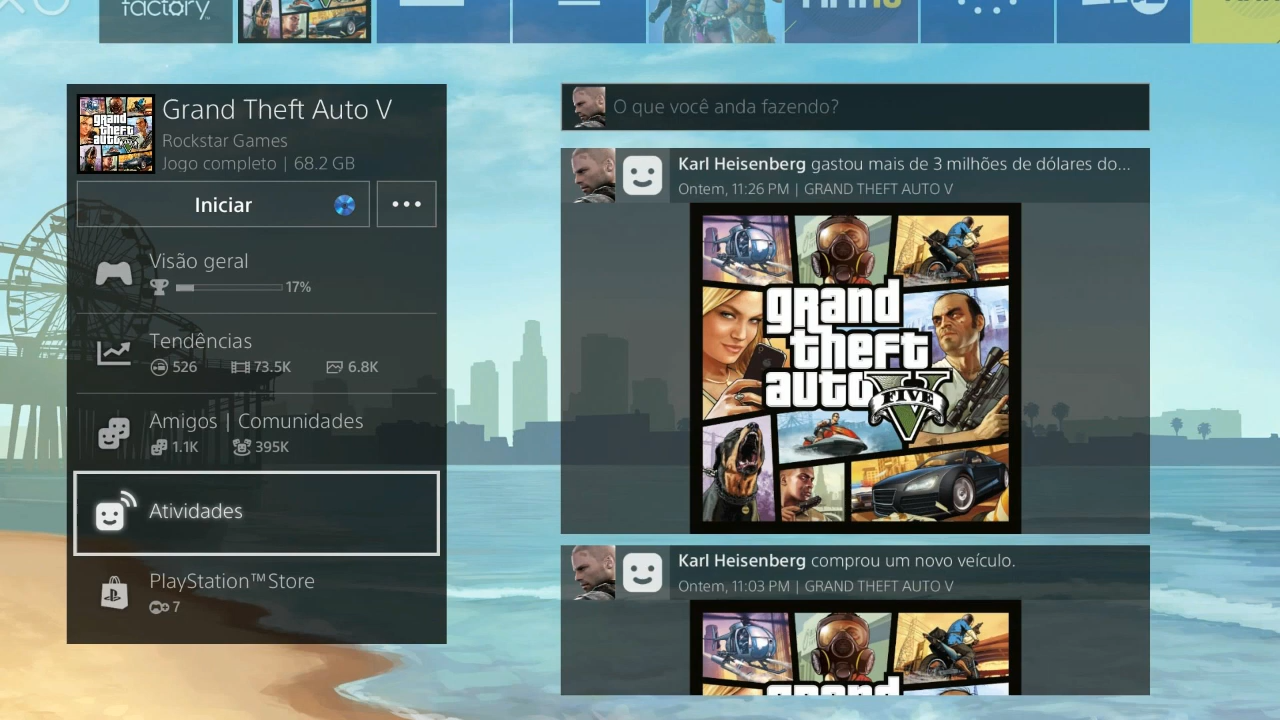 factory™
Grand Theft Auto V
Rockstar Games
Jogo completo | 68.2 GB
Iniciar
Visão geral
17%
Tendências
526 73.5K 6.8K
Amigos | Comunidades
1.1K 395K
Atividades
PlayStation™Store
7
O que você anda fazendo?
Karl Heisenberg gastou mais de 3 milhões de dólares do...
Ontem, 11:26 PM | GRAND THEFT AUTO V
grand
theft
auto
V
FIVE
Karl Heisenberg comprou um novo veículo.
Ontem, 11:03 PM | GRAND THEFT AUTO V
grand